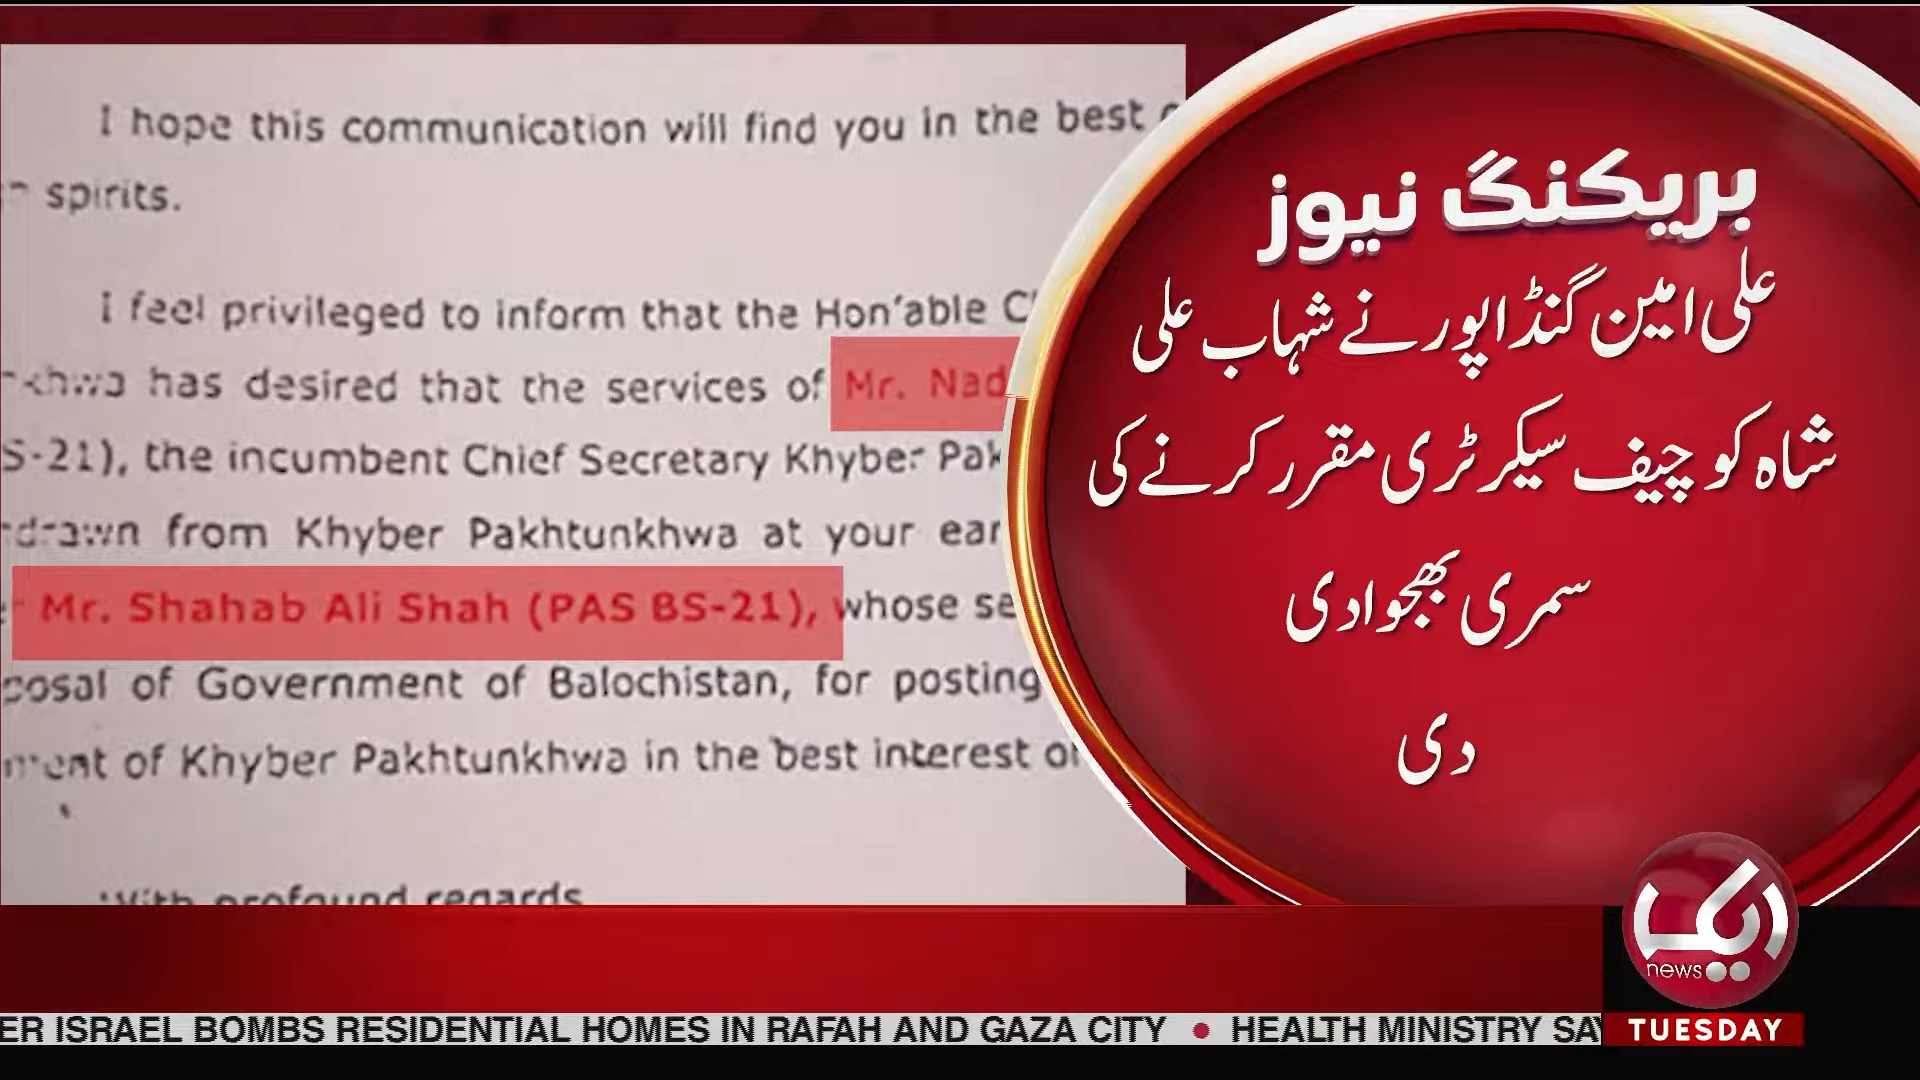 I hope this communication will find you in the best
spirits.
I feel privileged to inform that the Hon'able
has desired that the services of Mr. Nad
S-21), the incumbent Chief Secretary Khyber Pak
drawn from Khyber Pakhtunkhwa at your ear
Mr. Shahab Ali Shah (PAS BS-21), whose se
posal of Government of Balochistan, for posting
ment of Khyber Pakhtunkhwa in the best interest
With profound regards
بریکنگ نیوز
علی امین گنڈاپور نے شہاب علی
شاہ کو چیف سیکرٹری مقرر کرنے کی
سمری بھجوادی
دی
ایک
news
ER ISRAEL BOMBS RESIDENTIAL HOMES IN RAFAH AND GAZA CITY • HEALTH MINISTRY SAY
TUESDAY